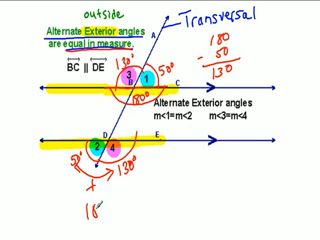 outside
Alternate Exterior angles
are equal in measure.
BC || DE
Transversal
180
- 50
130
A
130°
50°
3
1
B
C
180°
Alternate Exterior angles
m<1=m<2 m<3=m<4
D
E
2
4
50°
130°
+
18